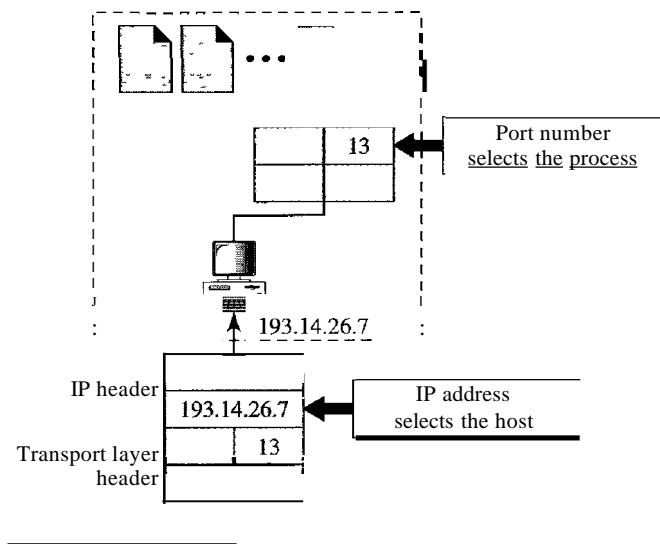 13
Port number
selects the process
193.14.26.7
IP header
193.14.26.7
IP address
selects the host
Transport layer
header
13